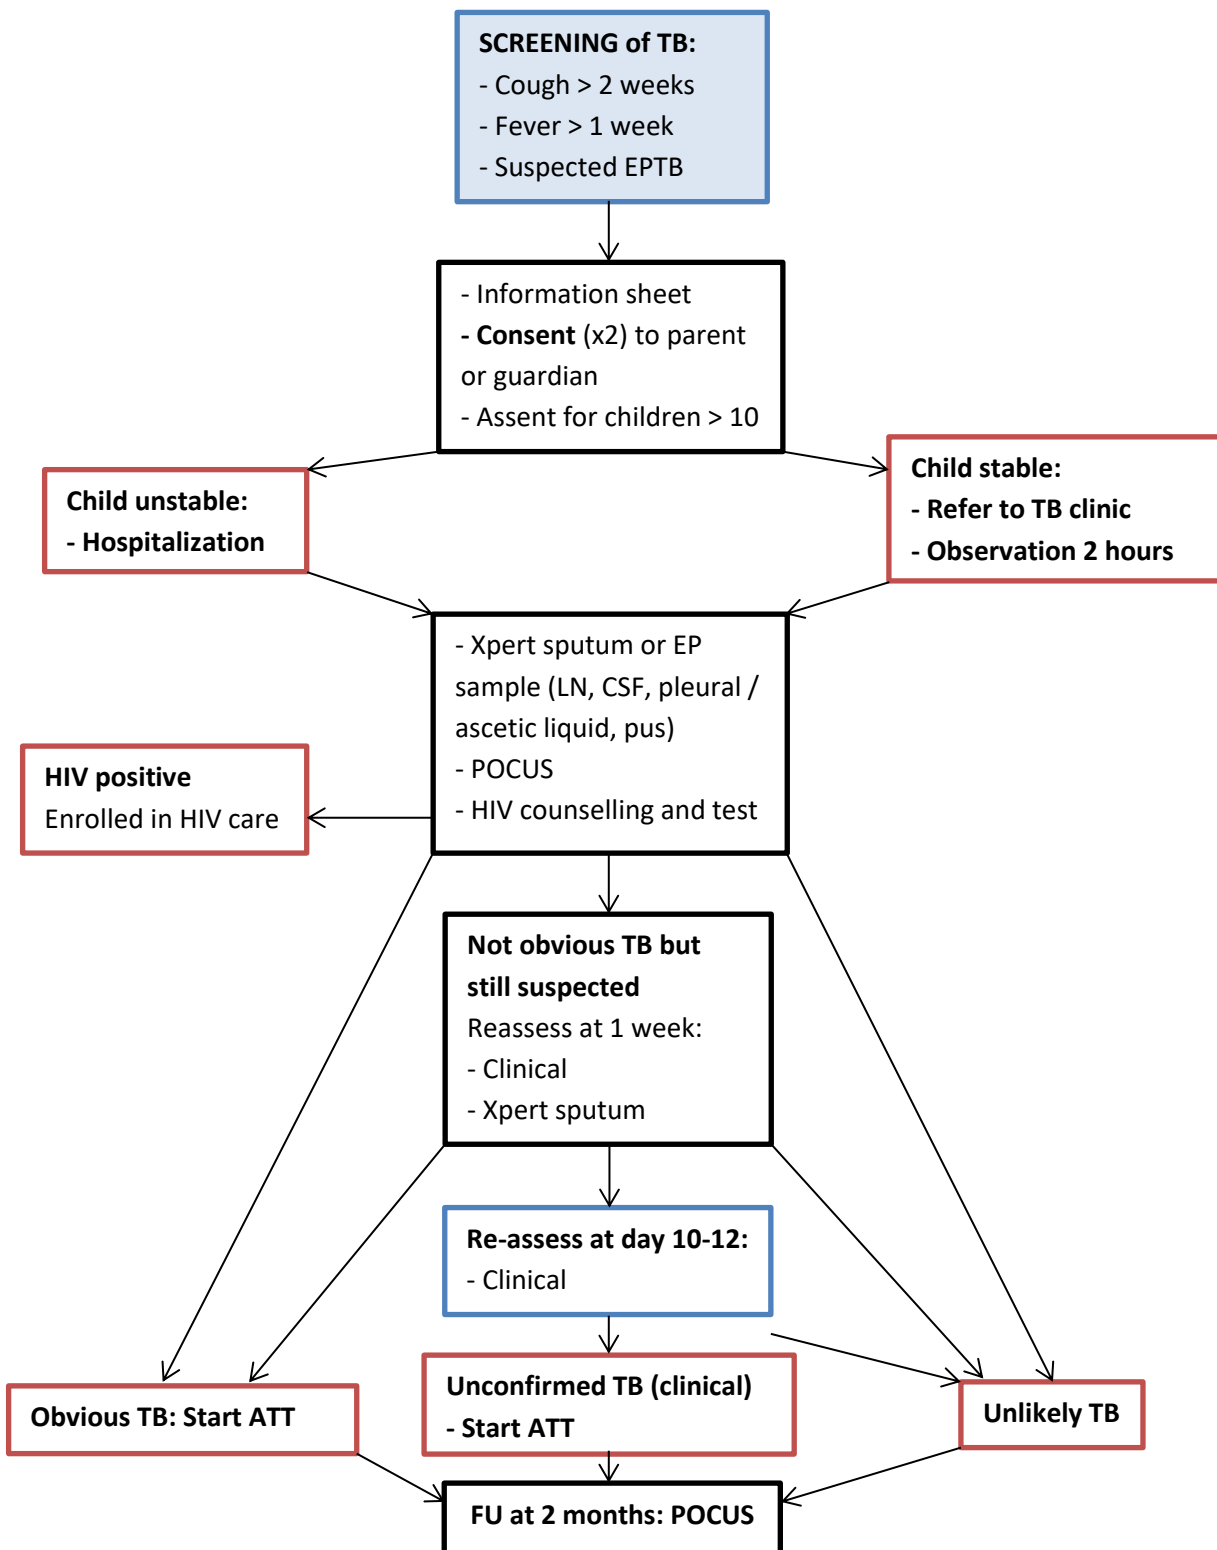 SCREENING of TB:
- Cough > 2 weeks
- Fever > 1 week
- Suspected EPTB
- Information sheet
- Consent (x2) to parent
or guardian
- Assent for children > 10
Child unstable:
- Hospitalization
Child stable:
- Refer to TB clinic
- Observation 2 hours
- Xpert sputum or EP
sample (LN, CSF, pleural /
ascetic liquid, pus)
- POCUS
- HIV counselling and test
HIV positive
Enrolled in HIV care
Not obvious TB but
still suspected
Reassess at 1 week:
- Clinical
- Xpert sputum
Re-assess at day 10-12:
- Clinical
Obvious TB: Start ATT
Unconfirmed TB (clinical)
- Start ATT
Unlikely TB
FU at 2 months: POCUS